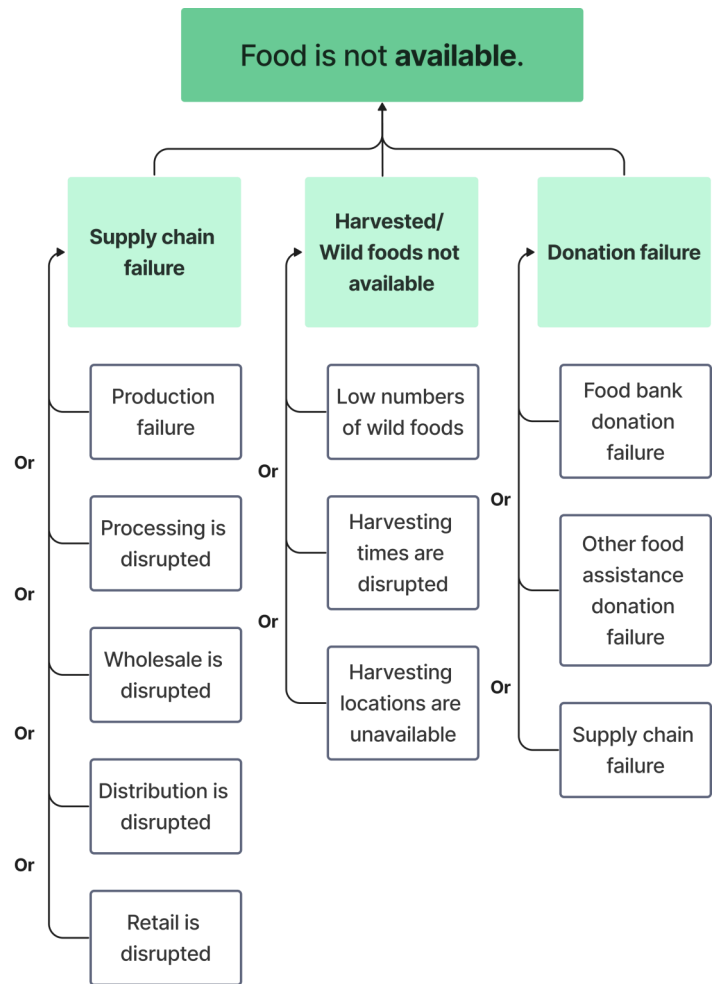 Food is not available.
Supply chain
failure
Harvested/
Wild foods not
available
Donation failure
Production
failure
Or
Processing is
disrupted
Or
Wholesale is
disrupted
Or
Distribution is
disrupted
Or
Retail is
disrupted
Low numbers
of wild foods
Or
Harvesting
times are
disrupted
Or
Harvesting
locations are
unavailable
Food bank
donation
failure
Or
Other food
assistance
donation
failure
Or
Supply chain
failure